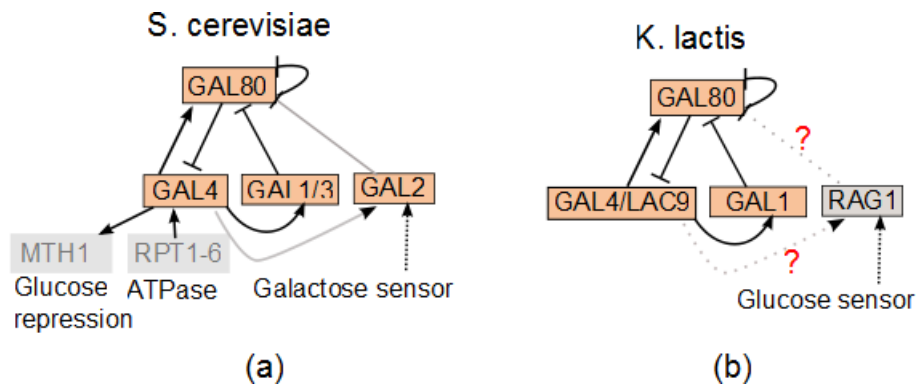 S. cerevisiae
GAL80
GAL4
GAL1/3
GAL2
MTH1
RPT1-6
Glucose
repression
ATPase
Galactose sensor
(a)
K. lactis
GAL80
?
GAL4/LAC9
GAL1
RAG1
?
Glucose sensor
(b)